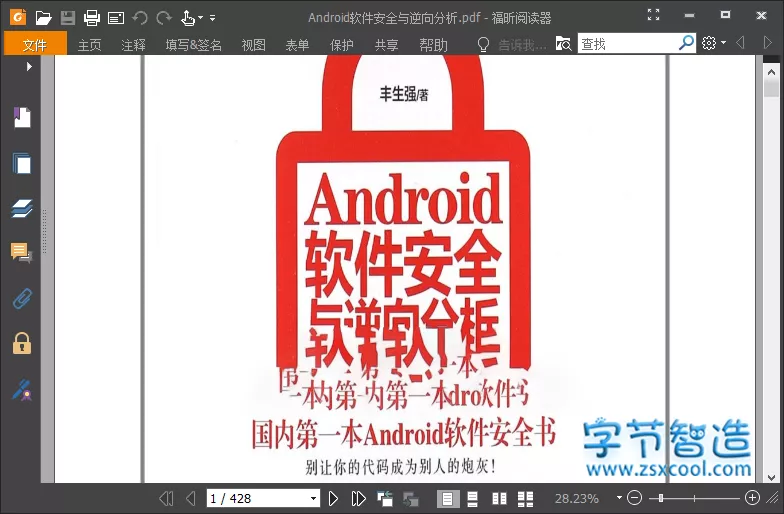 Android软件安全与逆向分析.pdf - 福昕阅读器
文件 主页 注释 填写&签名 视图 表单 保护 共享 帮助 告诉我... 查找
丰生强/著
Android
软件安全
国内第一本Android软件安全书
别让你的代码成为别人的炮灰!
字节智造
www.zsxcool.com
1 / 428 28.23%